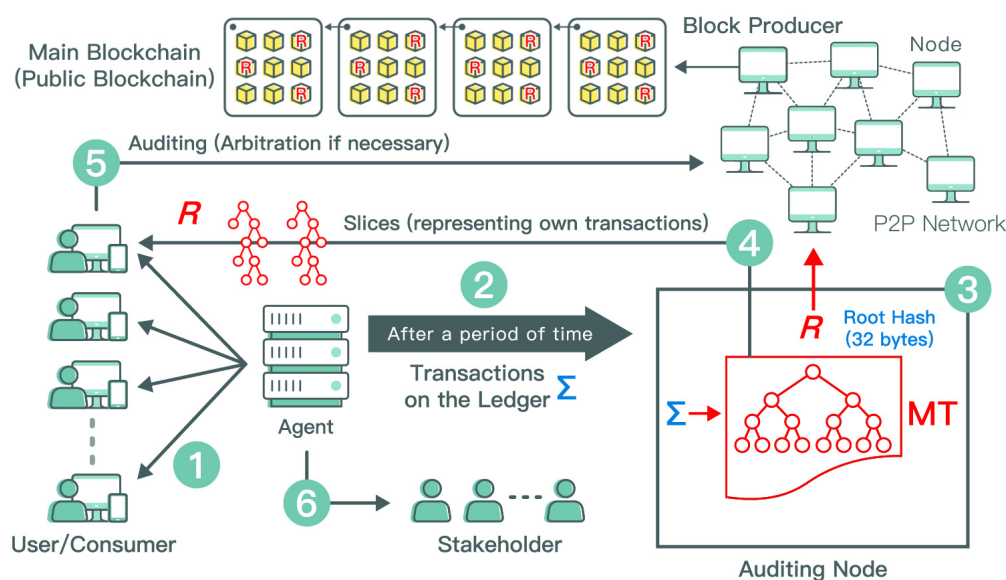 Main Blockchain
(Public Blockchain)
R R R R
R R R R
R R R R
Block Producer
Node
P2P Network
5
Auditing (Arbitration if necessary)
R
Slices (representing own transactions)
4
2
After a period of time
Transactions
on the Ledger Σ
Agent
1
User/Consumer
6
Stakeholder
3
R
Root Hash
(32 bytes)
Σ
MT
Auditing Node